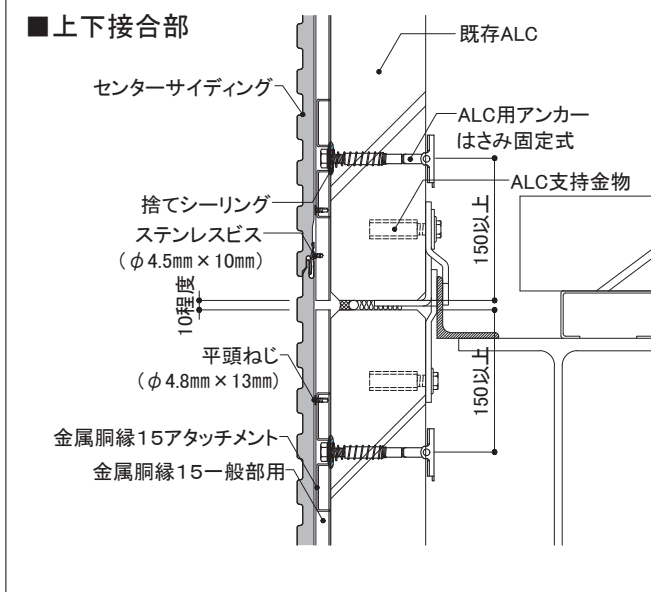 ■上下接合部
既存ALC
センターサイディング
ALC用アンカー
はさみ固定式
ALC支持金物
捨てシーリング
ステンレスビス
(φ4.5mm×10mm)
150以上
10程度
平頭ねじ
(φ4.8mm×13mm)
150以上
金属胴縁15アタッチメント
金属胴縁15一般部用